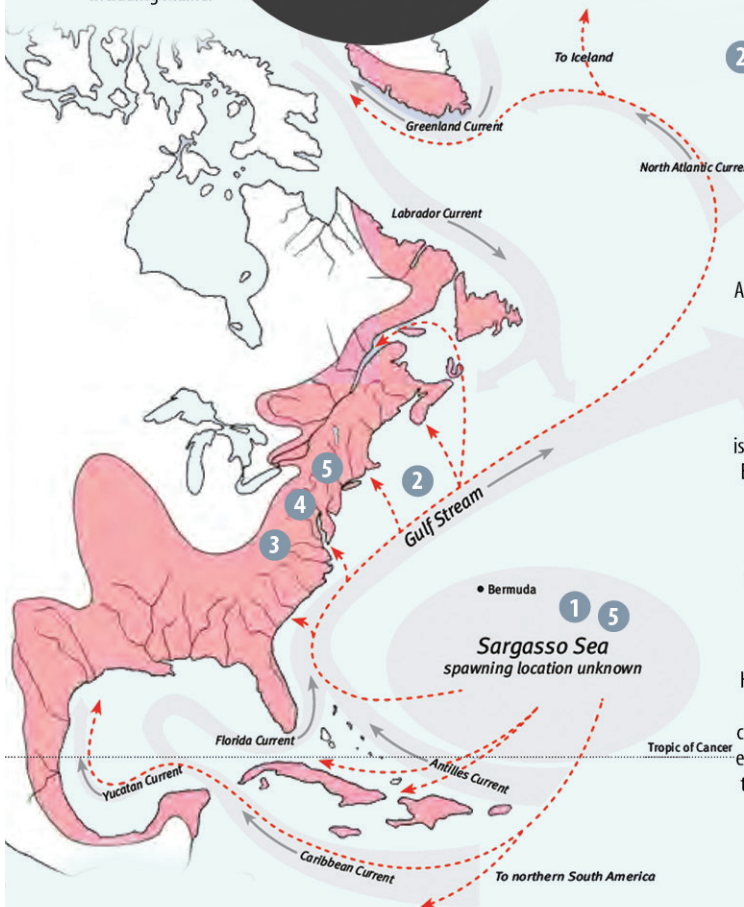 To Iceland
2
Greenland Current
North Atlantic Curre
Labrador Current
A
is
E
5
2
4
3
Gulf Stream
Bermuda
1
5
Sargasso Sea
spawning location unknown
H
Florida Current
c
Tropic of Cancer
e
Antilles Current
t
Yucatan Current
Caribbean Current
To northern South America